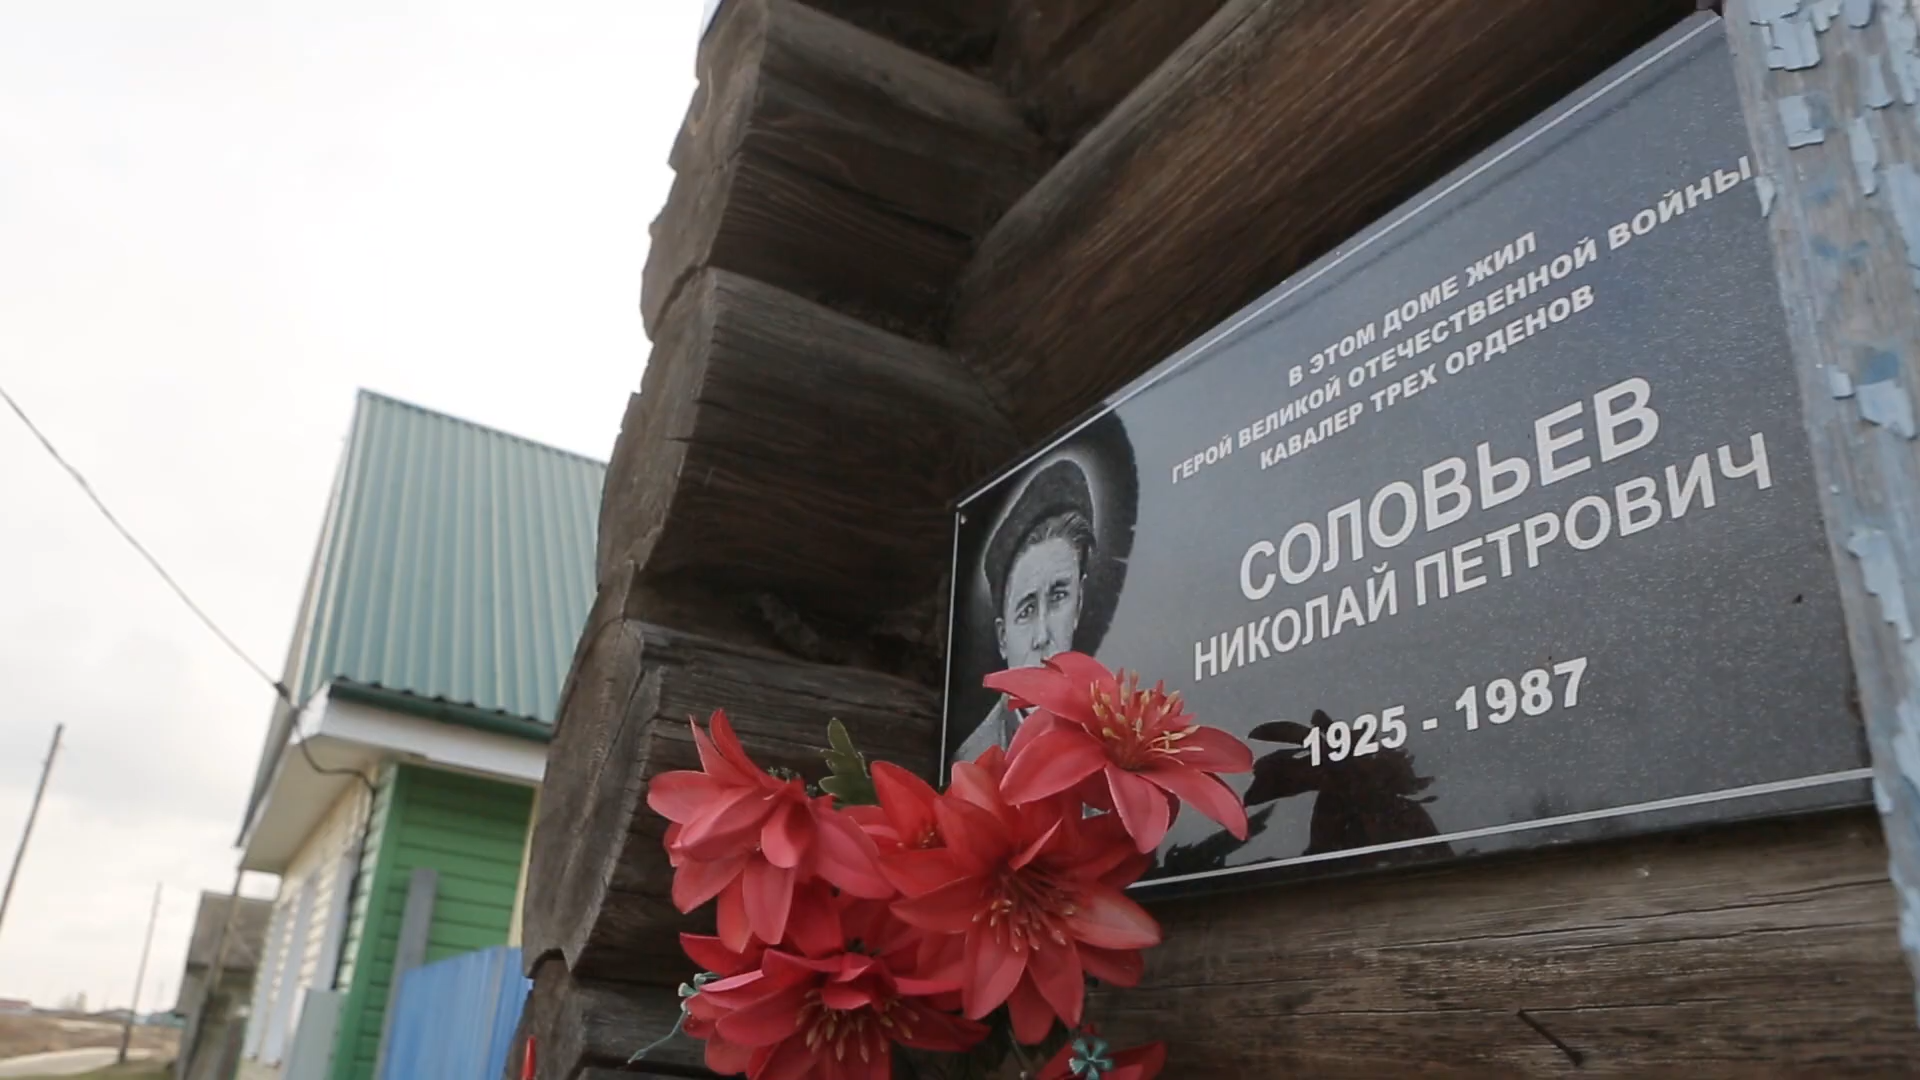 В ЭТОМ ДОМЕ ЖИЛ
ГЕРОЙ ВЕЛИКОЙ ОТЕЧЕСТВЕННОЙ ВОЙНЫ
КАВАЛЕР ТРЕХ ОРДЕНОВ
СОЛОВЬЕВ
НИКОЛАЙ ПЕТРОВИЧ
1925 - 1987